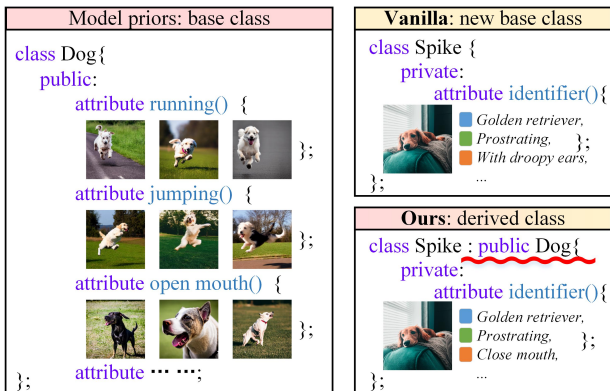 Model priors: base class
class Dog{
public:
attribute running() {
};
attribute jumping() {
};
attribute open mouth() {
};
attribute ··· ···;
};
Vanilla: new base class
class Spike {
private:
attribute identifier(){
Golden retriever,
Prostrating,
};
With droopy ears,
...
};
Ours: derived class
class Spike : public Dog{
private:
attribute identifier(){
Golden retriever,
Prostrating,
};
Close mouth,
...
};